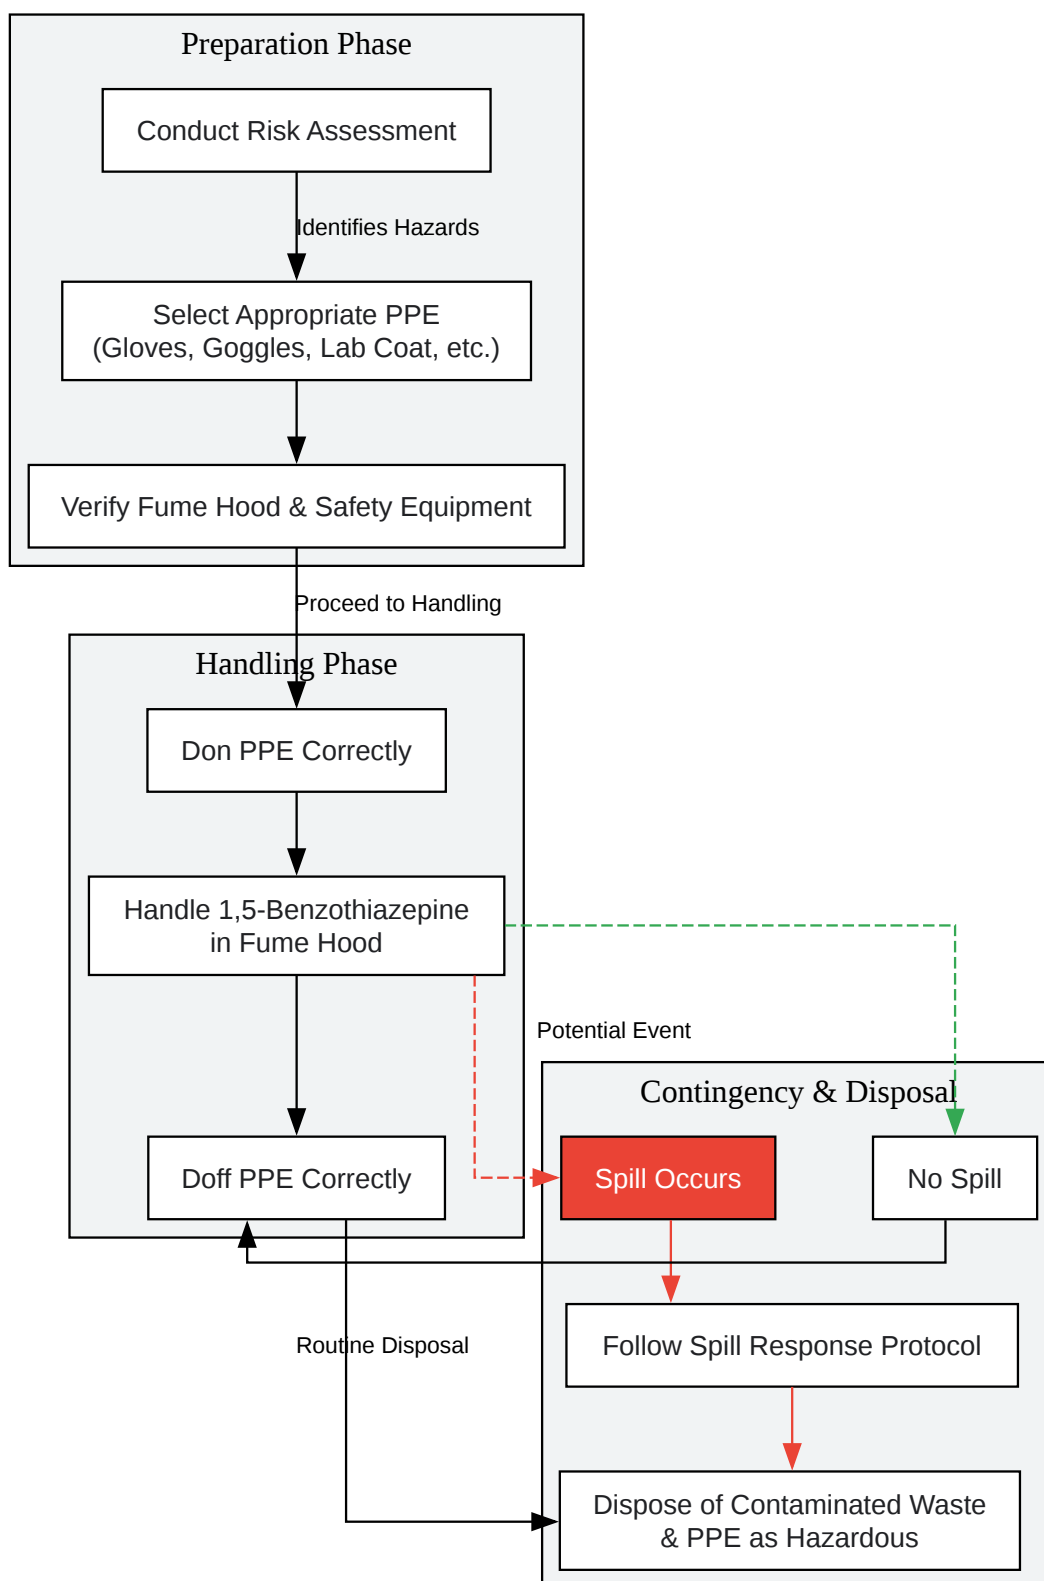 Preparation Phase
Conduct Risk Assessment
Identifies Hazards
Select Appropriate PPE
(Gloves, Goggles, Lab Coat, etc.)
Verify Fume Hood & Safety Equipment
Proceed to Handling
Handling Phase
Don PPE Correctly
Handle 1,5-Benzothiazepine
in Fume Hood
Potential Event
Contingency & Disposal
Doff PPE Correctly
Spill Occurs
No Spill
Routine Disposal
Follow Spill Response Protocol
Dispose of Contaminated Waste
& PPE as Hazardous